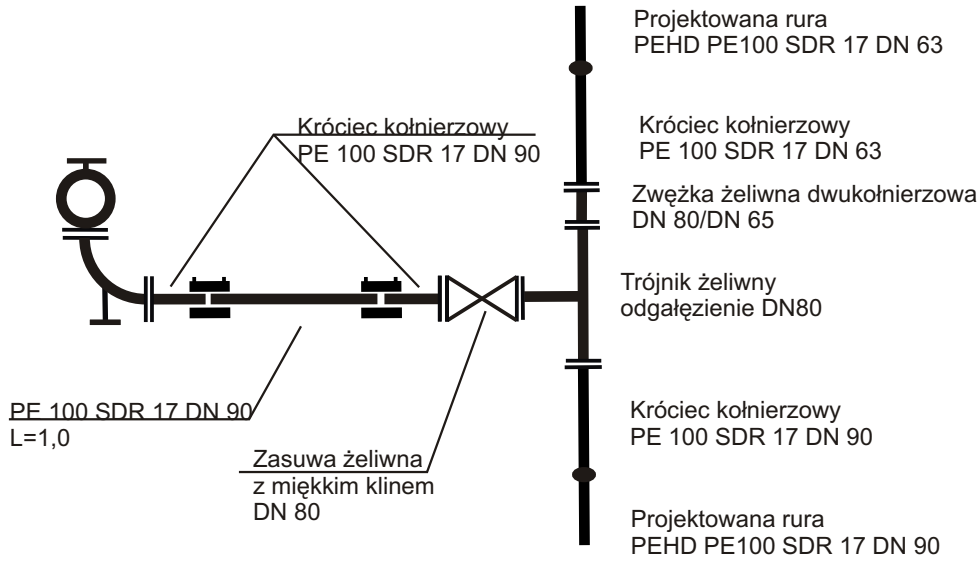 Projektowana rura
PEHD PE100 SDR 17 DN 63
Króciec kołnierzowy
PE 100 SDR 17 DN 90
Króciec kołnierzowy
PE 100 SDR 17 DN 63
Zwężka żeliwna dwukołnierzowa
DN 80/DN 65
Trójnik żeliwny
odgałęzienie DN80
PE 100 SDR 17 DN 90
L=1,0
Króciec kołnierzowy
PE 100 SDR 17 DN 90
Zasuwa żeliwna
z miękkim klinem
DN 80
Projektowana rura
PEHD PE100 SDR 17 DN 90